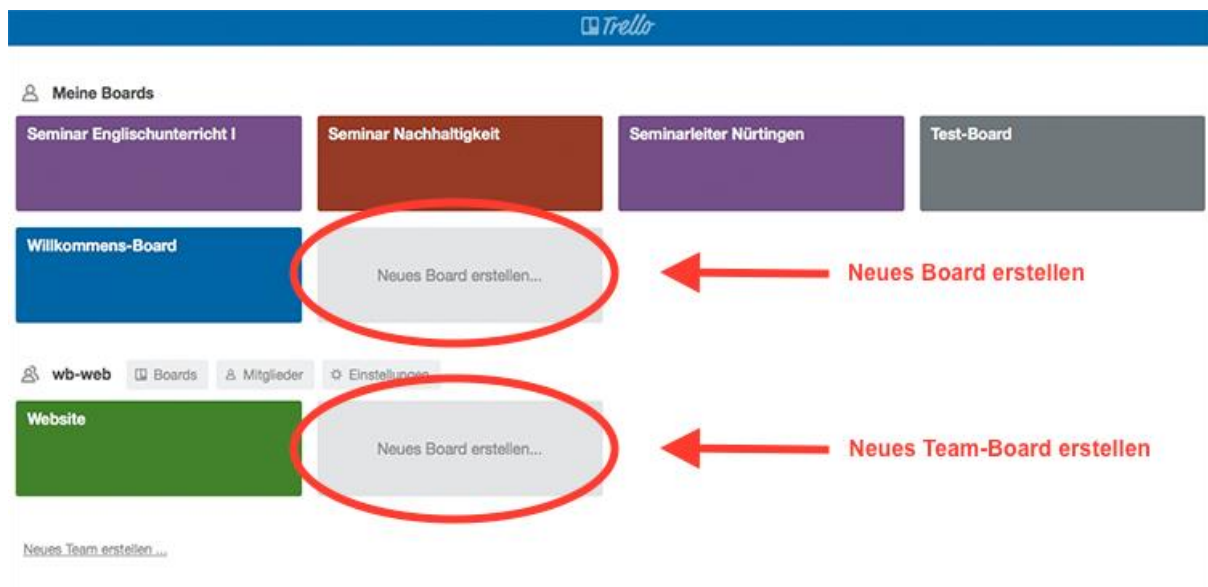 Trello
Meine Boards
Seminar Englischunterricht I
Seminar Nachhaltigkeit
Seminarleiter Nürtingen
Test-Board
Willkommens-Board
Neues Board erstellen...
Neues Board erstellen
wb-web
Boards
Mitglieder
Einstellungen
Website
Neues Board erstellen...
Neues Team-Board erstellen
Neues Team erstellen ...